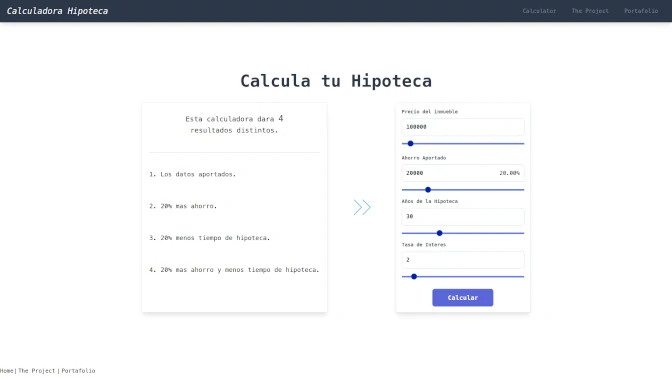 Calculadora Hipoteca
Calculator The Project Portafolio
Calcula tu Hipoteca
Esta calculadora dara 4
resultados distintos.
1. Los datos aportados.
2. 20% mas ahorro.
3. 20% menos tiempo de hipoteca.
4. 20% mas ahorro y menos tiempo de hipoteca.
Precio del inmueble
100000
Ahorro Aportado
20000 20.00%
Años de la Hipoteca
30
Tasa de Interes
2
Calcular
Home| The Project | Portafolio